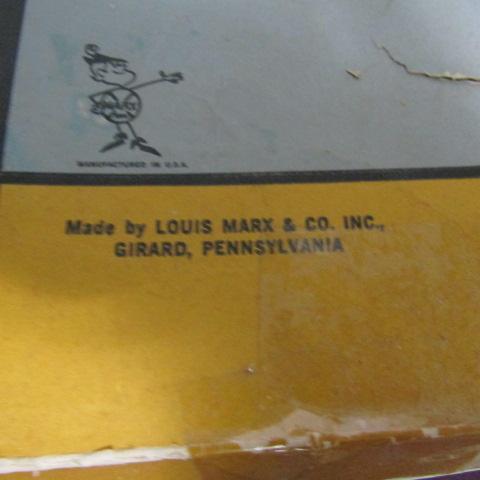 MANUFACTURED IN U.S.A.
Made by LOUIS MARX & CO. INC.,
GIRARD, PENNSYLVANIA